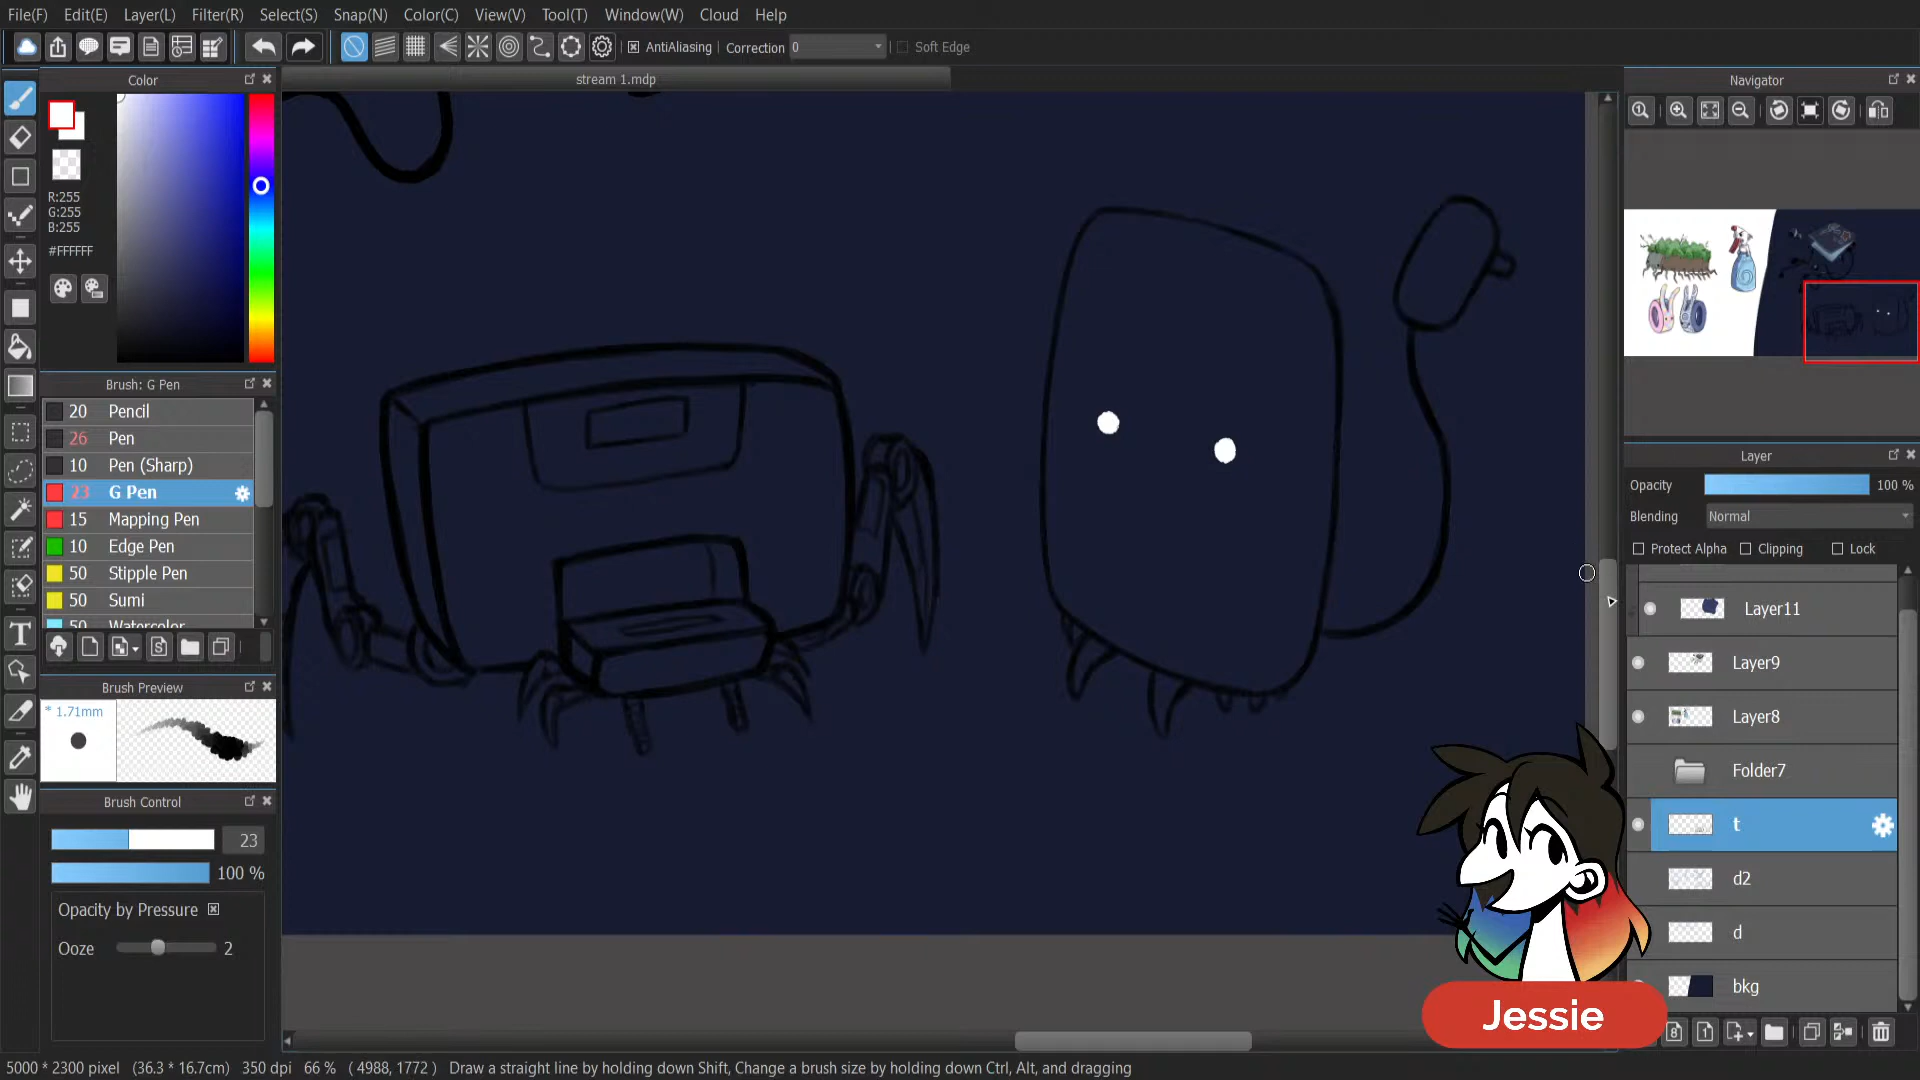 File(F) Edit(E) Layer(L) Filter(R) Select(S) Snap(N) Color(C) View(V) Tool(T) Window(W) Cloud Help
AntiAliasing Correction 0 Soft Edge
Color
stream 1.mdp
Navigator
R:255
G:255
B:255
#FFFFFF
Brush: G Pen
20 Pencil
26 Pen
10 Pen (Sharp)
23 G Pen
15 Mapping Pen
10 Edge Pen
50 Stipple Pen
50 Sumi
50 Watercolor
Brush Preview
* 1.71mm
Brush Control
23
100 %
Opacity by Pressure
Ooze 2
Layer
Opacity 100 %
Blending Normal
Protect Alpha Clipping Lock
Layer11
Layer9
Layer8
Folder7
t
d2
d
bkg
Jessie
5000 * 2300 pixel (36.3 * 16.7cm) 350 dpi 66 % ( 4988, 1772 ) Draw a straight line by holding down Shift, Change a brush size by holding down Ctrl, Alt, and dragging